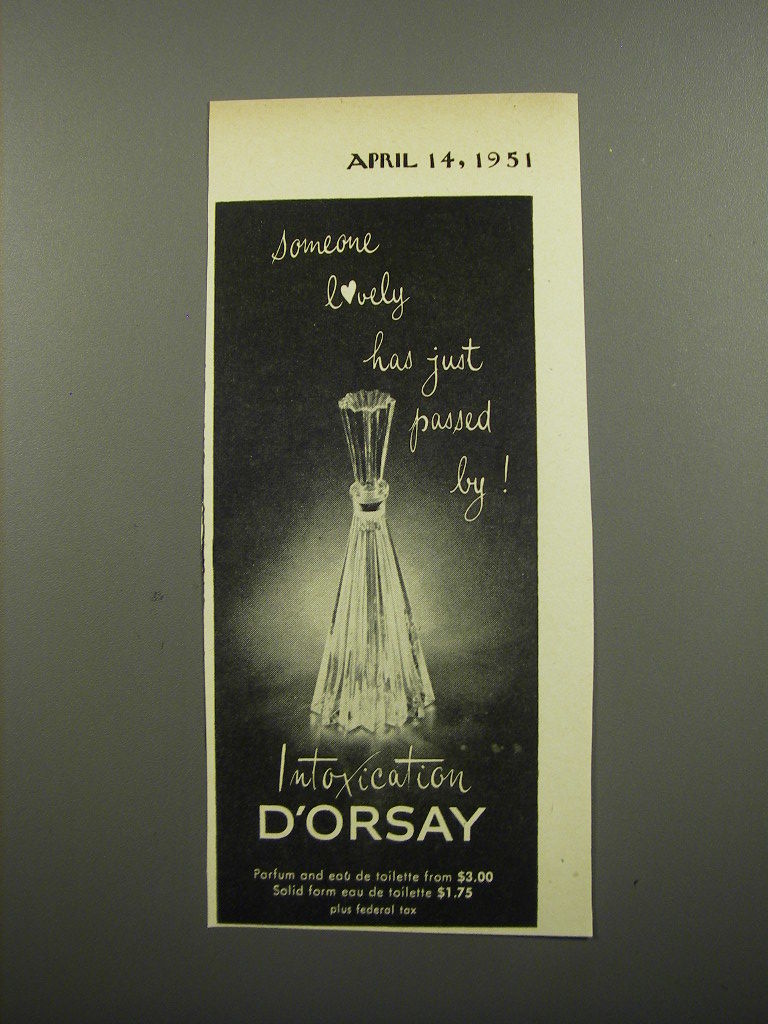 APRIL 14, 1951
someone
l♥vely
has just
passed
by!
Intoxication
D'ORSAY
Parfum and eau de toilette from $3.00
Solid form eau de toilette $1.75
plus federal tax